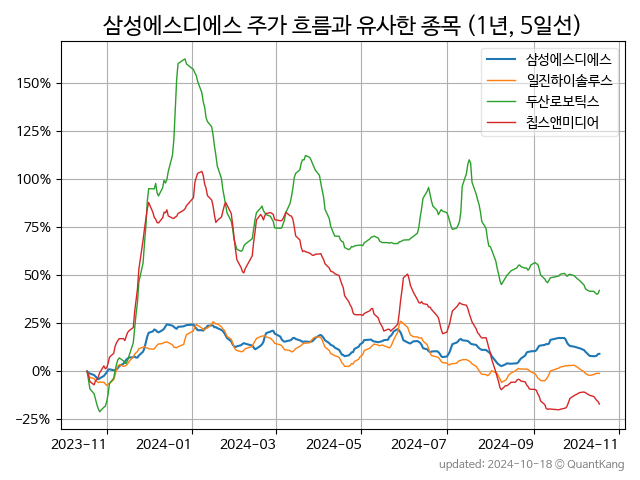 삼성에스디에스 주가 흐름과 유사한 종목 (1년, 5일선)
삼성에스디에스
일진하이솔루스
두산로보틱스
칩스앤미디어
150%
125%
100%
75%
50%
25%
0%
−25%
2023-11 2024-01 2024-03 2024-05 2024-07 2024-09 2024-11
updated: 2024-10-18 © QuantKang